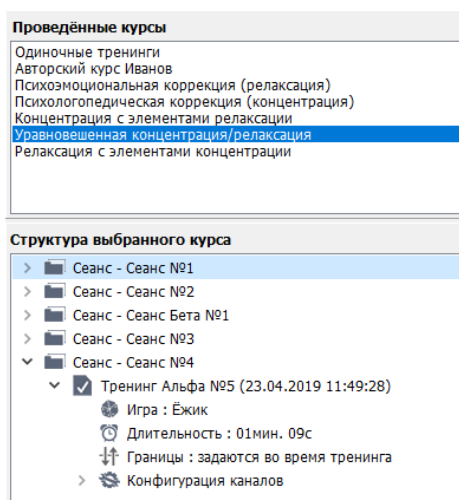 Проведённые курсы
Одиночные тренинги
Авторский курс Иванов
Психоэмоциональная коррекция (релаксация)
Психологопедическая коррекция (концентрация)
Концентрация с элементами релаксации
Уравновешенная концентрация/релаксация
Релаксация с элементами концентрации
Структура выбранного курса
Сеанс - Сеанс №1
Сеанс - Сеанс №2
Сеанс - Сеанс Бета №1
Сеанс - Сеанс №3
Сеанс - Сеанс №4
Тренинг Альфа №5 (23.04.2019 11:49:28)
Игра : Ёжик
Длительность : 01мин. 09с
Границы : задаются во время тренинга
Конфигурация каналов